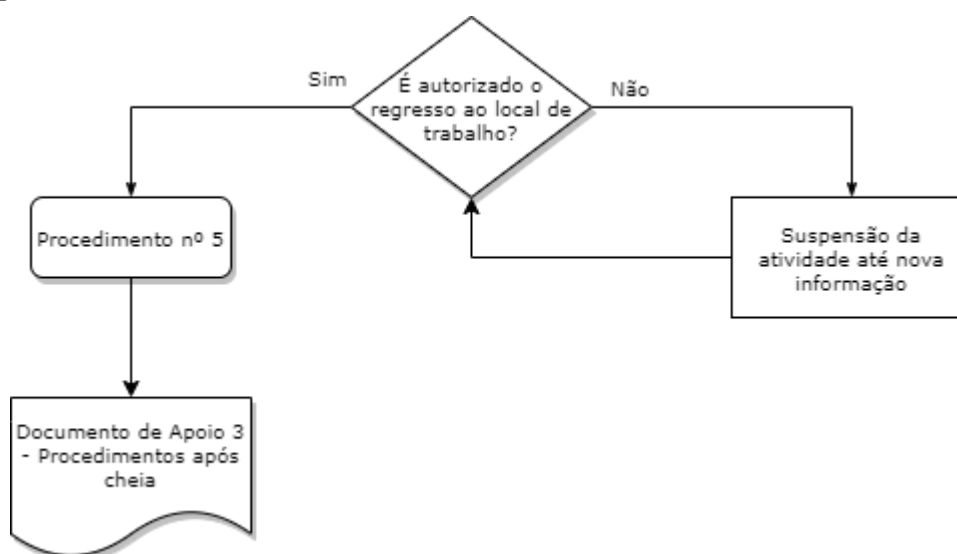 Sim
É autorizado o
regresso ao local de
trabalho?
Não
Procedimento nº 5
Suspensão da
atividade até nova
informação
Documento de Apoio 3
- Procedimentos após
cheia